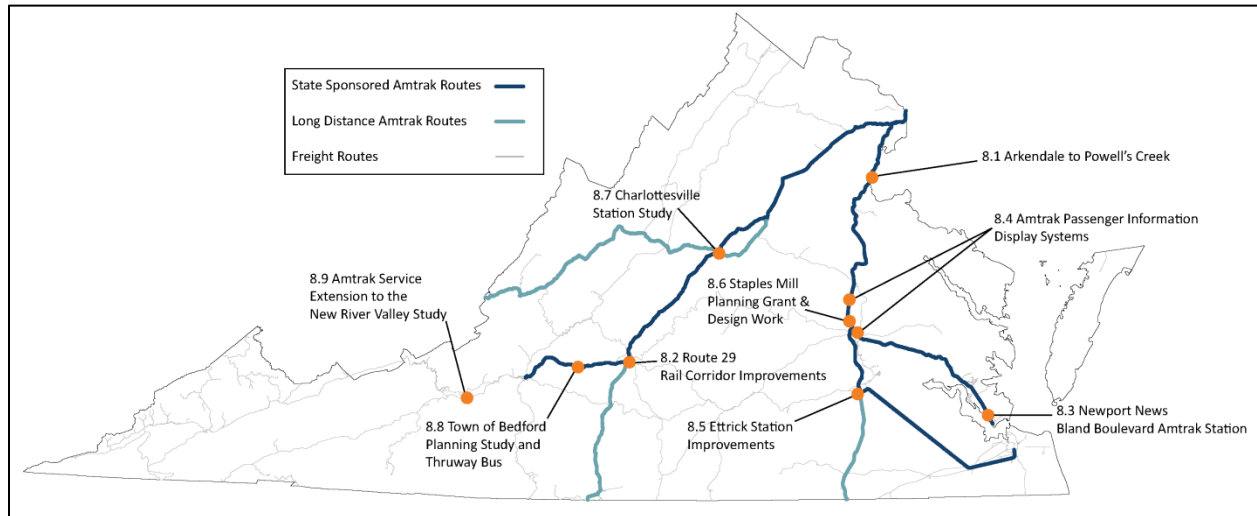 State Sponsored Amtrak Routes
Long Distance Amtrak Routes
Freight Routes
8.1 Arkendale to Powell's Creek
8.7 Charlottesville
Station Study
8.4 Amtrak Passenger Information
Display Systems
8.9 Amtrak Service
Extension to the
New River Valley Study
8.6 Staples Mill
Planning Grant &
Design Work
8.2 Route 29
Rail Corridor Improvements
8.8 Town of Bedford
Planning Study and
Thruway Bus
8.5 Ettrick Station
Improvements
8.3 Newport News
Bland Boulevard Amtrak Station